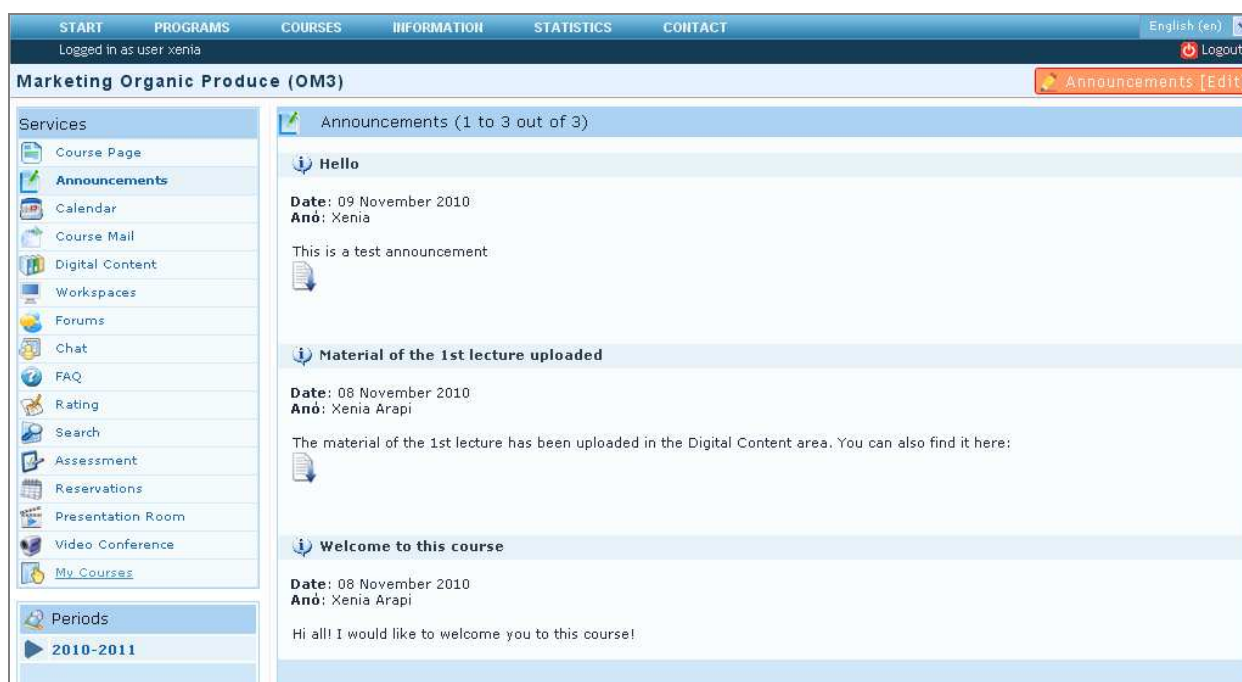 START PROGRAMS COURSES INFORMATION STATISTICS CONTACT English (en)
Logged in as user xenia Logout
Marketing Organic Produce (OM3) Announcements [Edit
Services
Course Page
Announcements
Calendar
Course Mail
Digital Content
Workspaces
Forums
Chat
FAQ
Rating
Search
Assessment
Reservations
Presentation Room
Video Conference
My Courses
Periods
2010-2011
Announcements (1 to 3 out of 3)
Hello
Date: 09 November 2010
Από: Xenia
This is a test announcement
Material of the 1st lecture uploaded
Date: 08 November 2010
Από: Xenia Arapi
The material of the 1st lecture has been uploaded in the Digital Content area. You can also find it here:
Welcome to this course
Date: 08 November 2010
Από: Xenia Arapi
Hi all! I would like to welcome you to this course!